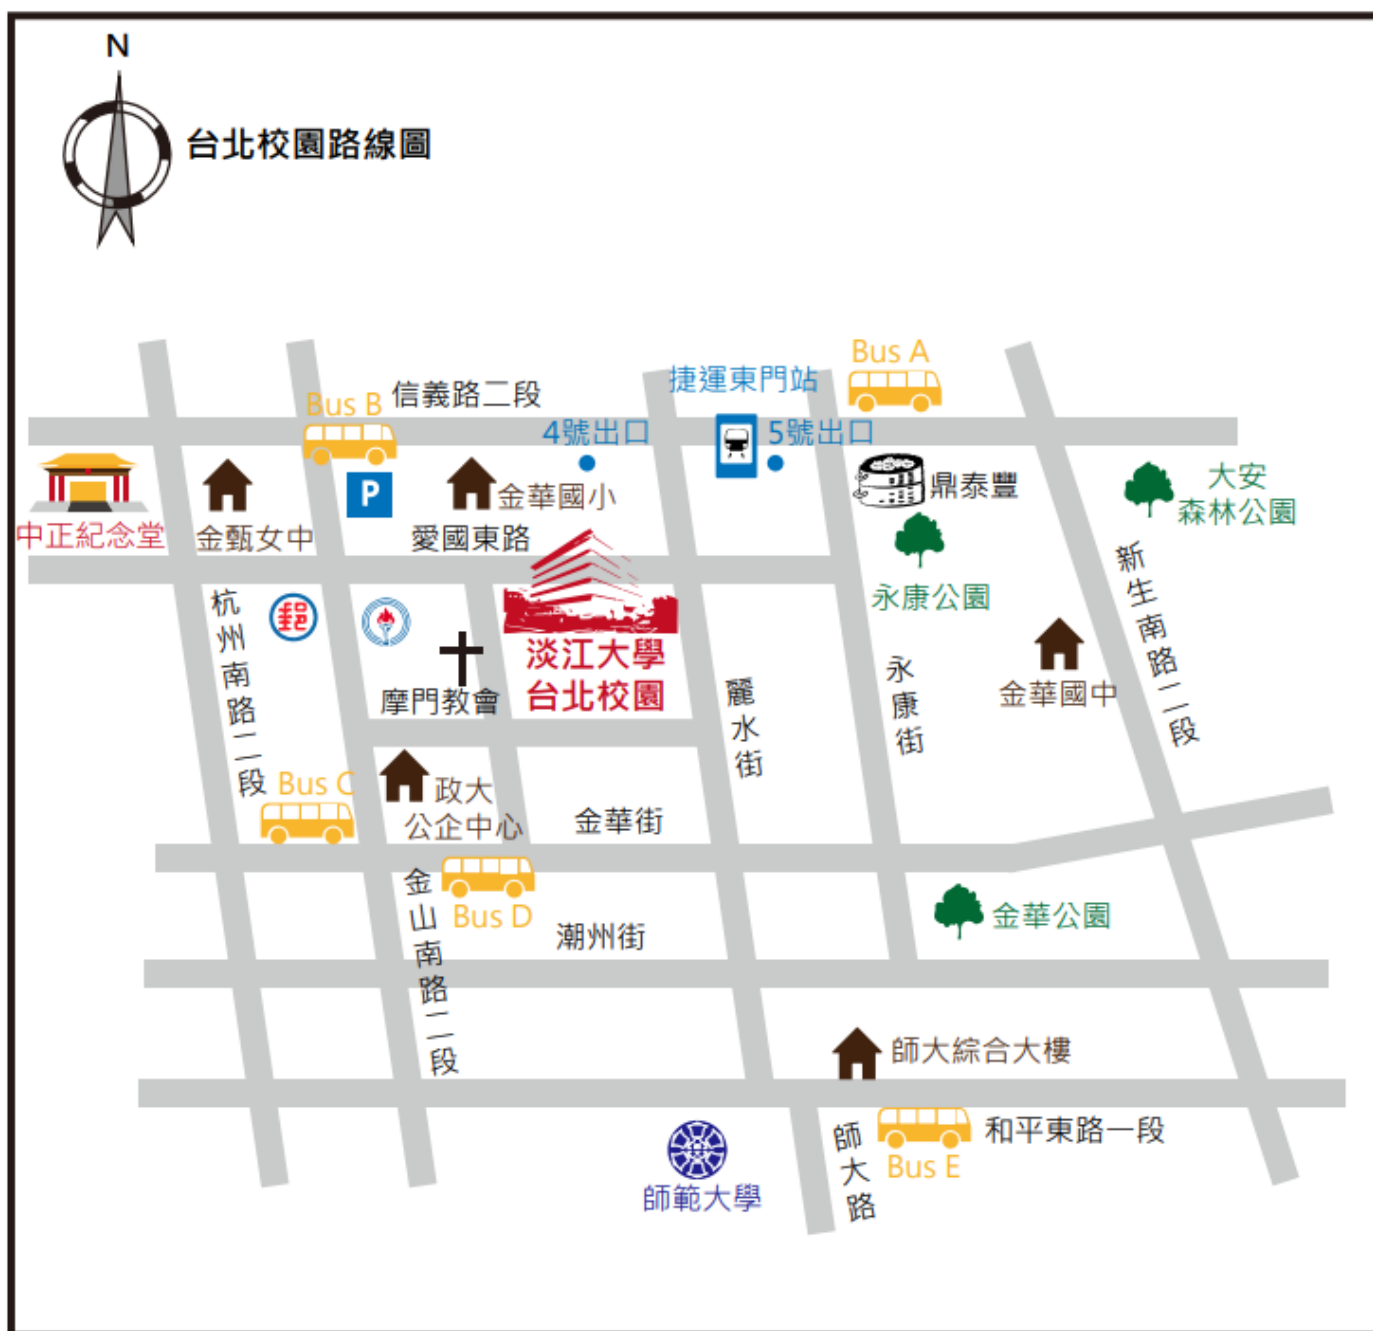 N
台北校園路線圖
Bus A
捷運東門站
信義路二段
Bus B
4號出口
5號出口
大安
森林公園
鼎泰豐
P
金華國小
中正紀念堂
金甄女中
愛國東路
永康公園
新生南路二段
杭州南路二段
郵
淡江大學
台北校園
摩門教會
麗水街
永康街
金華國中
Bus C
政大
公企中心
金華街
金山南路二段
Bus D
潮州街
金華公園
師大綜合大樓
師大路
和平東路一段
Bus E
師範大學